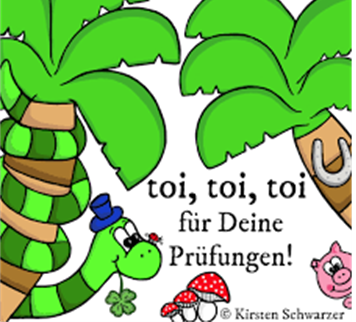 toi, toi, toi
für Deine
Prüfungen!
© Kirsten Schwarzer